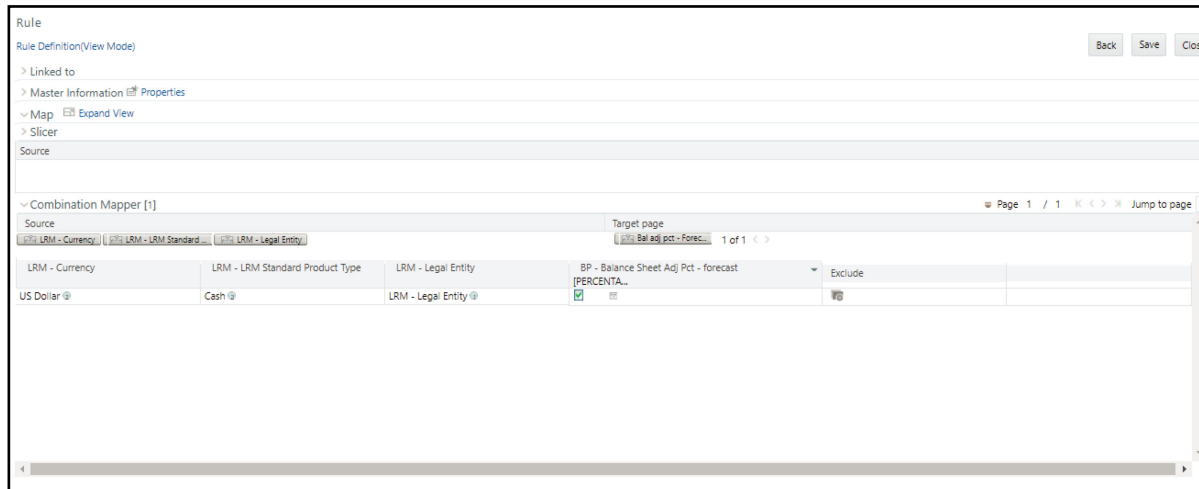 Rule
Rule Definition(View Mode)
Back Save Clos
> Linked to
> Master Information Properties
Map Expand View
> Slicer
Source
Combination Mapper [1] Page 1 / 1 K < > Jump to page
Source Target page
LRM - Currency LRM - LRM Standard ... LRM - Legal Entity Bal adj pct - Forec... 1 of 1 < >
LRM - Currency LRM - LRM Standard Product Type LRM - Legal Entity BP - Balance Sheet Adj Pct - forecast Exclude
[PERCENTA...
US Dollar Cash LRM - Legal Entity